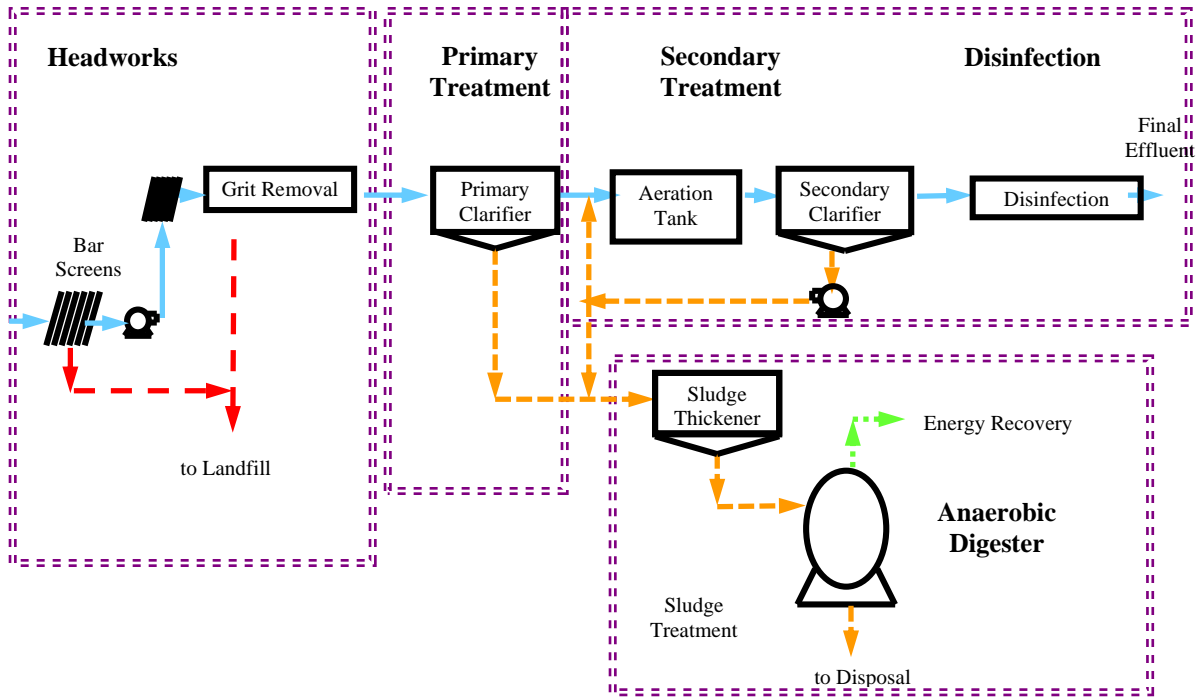 Headworks
Primary
Treatment
Secondary
Treatment
Disinfection
Final
Effluent
Grit Removal
Primary
Clarifier
Aeration
Tank
Secondary
Clarifier
Disinfection
Bar
Screens
to Landfill
Sludge
Thickener
Energy Recovery
Anaerobic
Digester
Sludge
Treatment
to Disposal